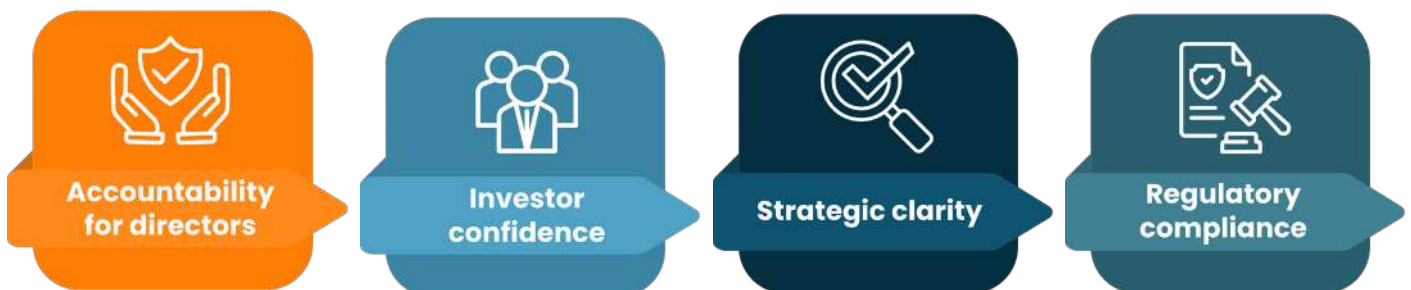 Accountability
for directors
Investor
confidence
Strategic clarity
Regulatory
compliance